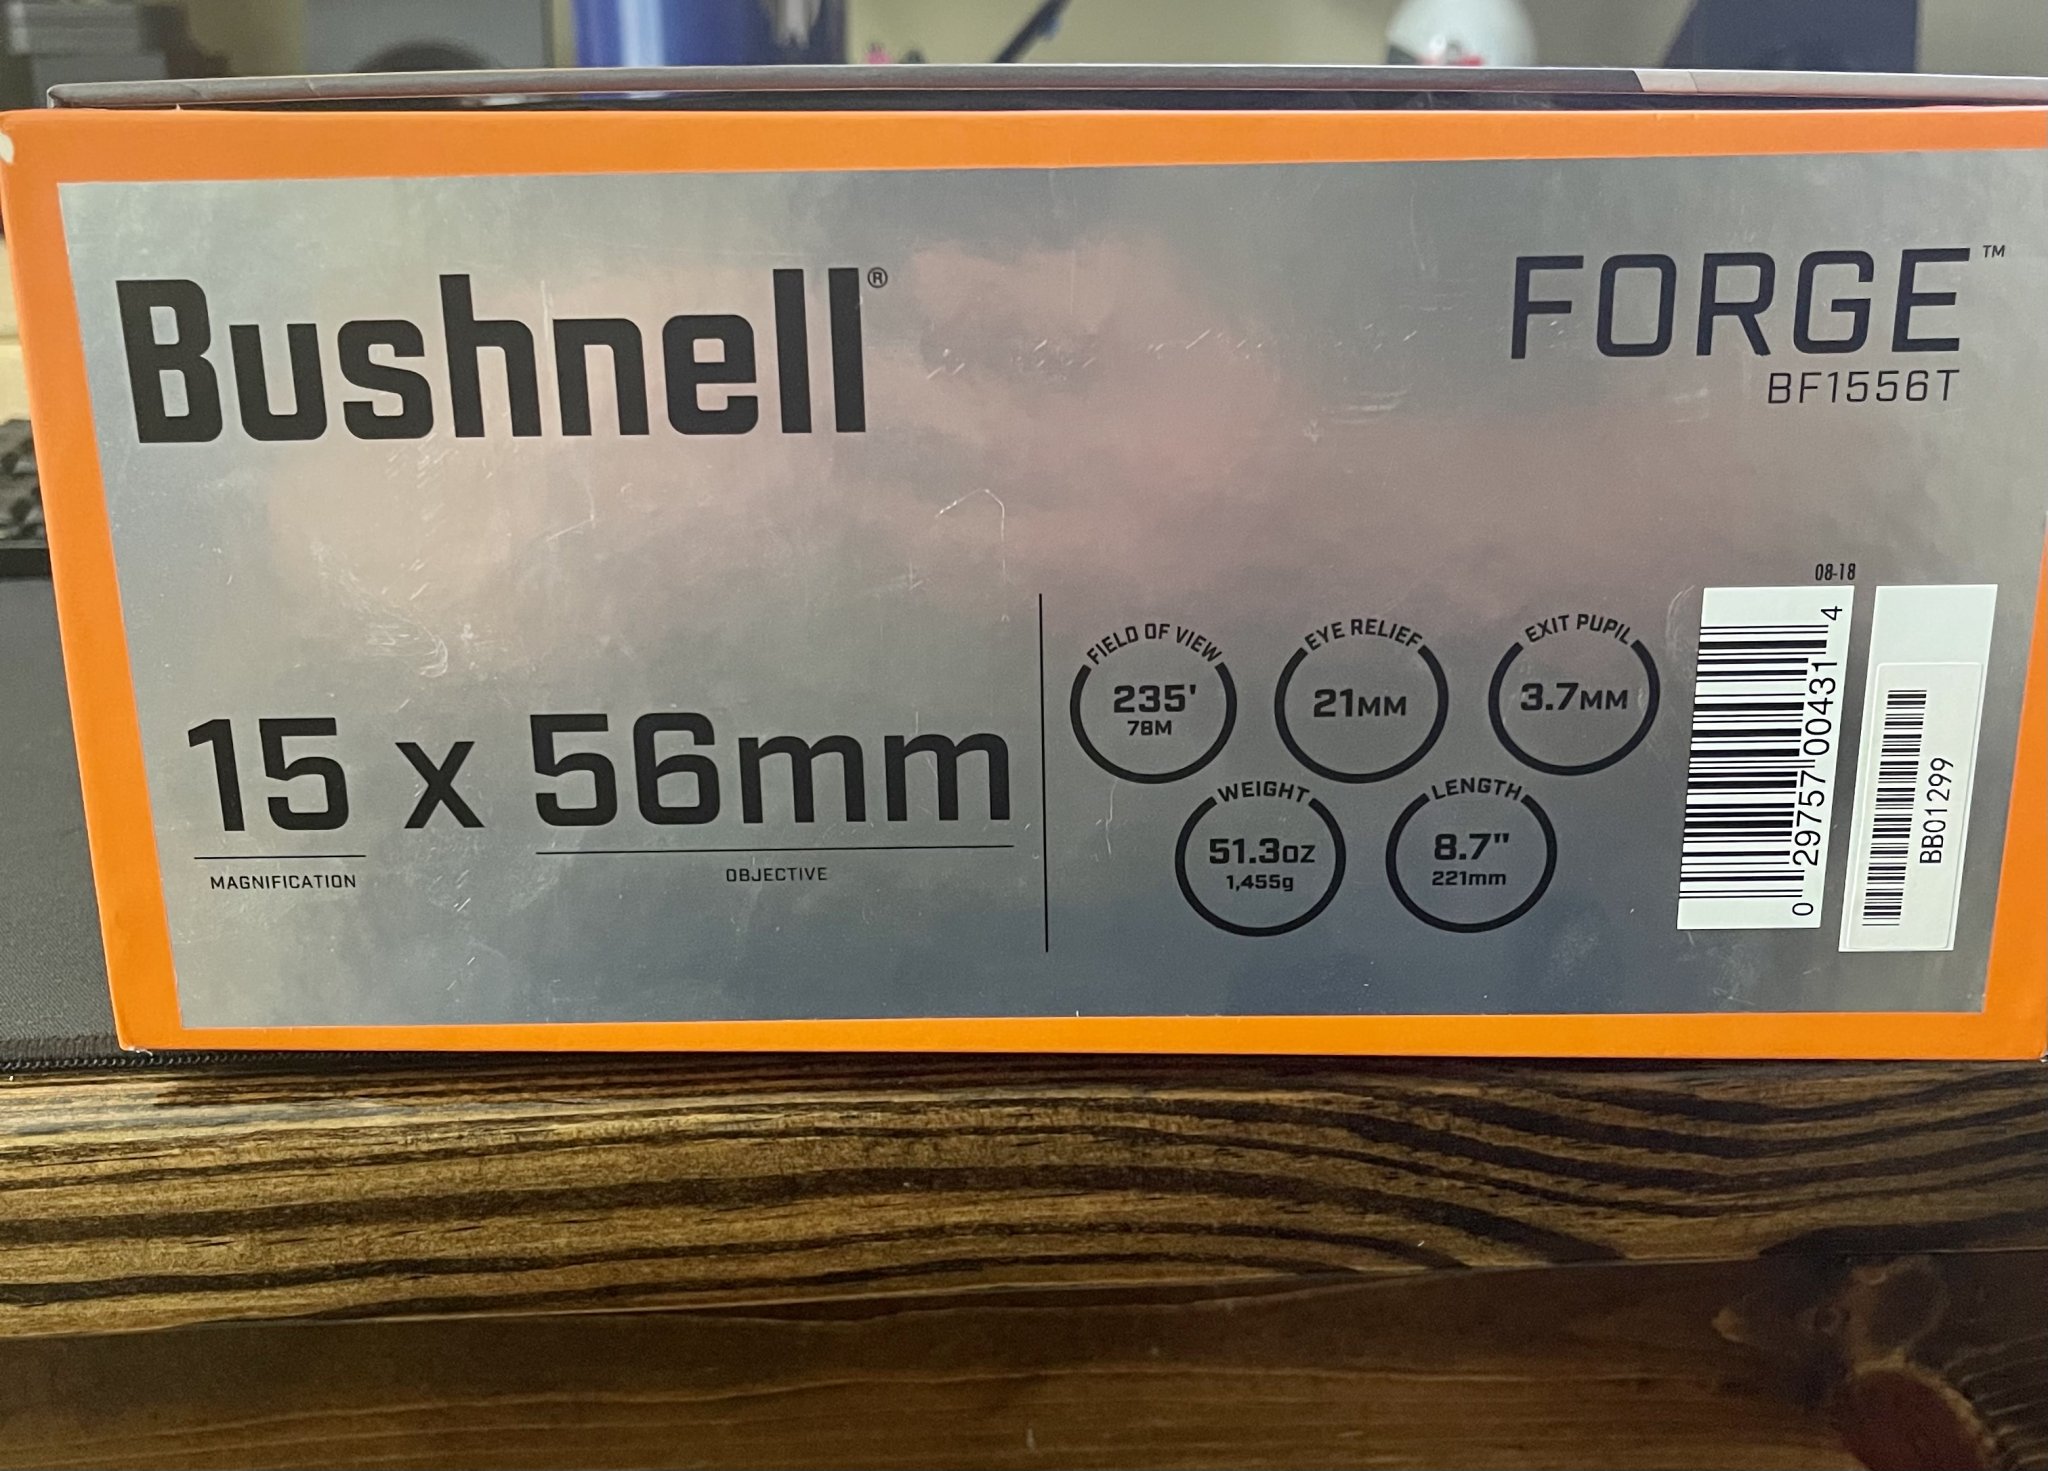 Bushnell®
FORGE™
BF1556T
15 x 56mm
MAGNIFICATION
OBJECTIVE
FIELD OF VIEW
235'
78M
EYE RELIEF
21MM
EXIT PUPIL
3.7MM
WEIGHT
51.3OZ
1,455g
LENGTH
8.7"
221mm
08-18
0 29757 00431 4
BB01299